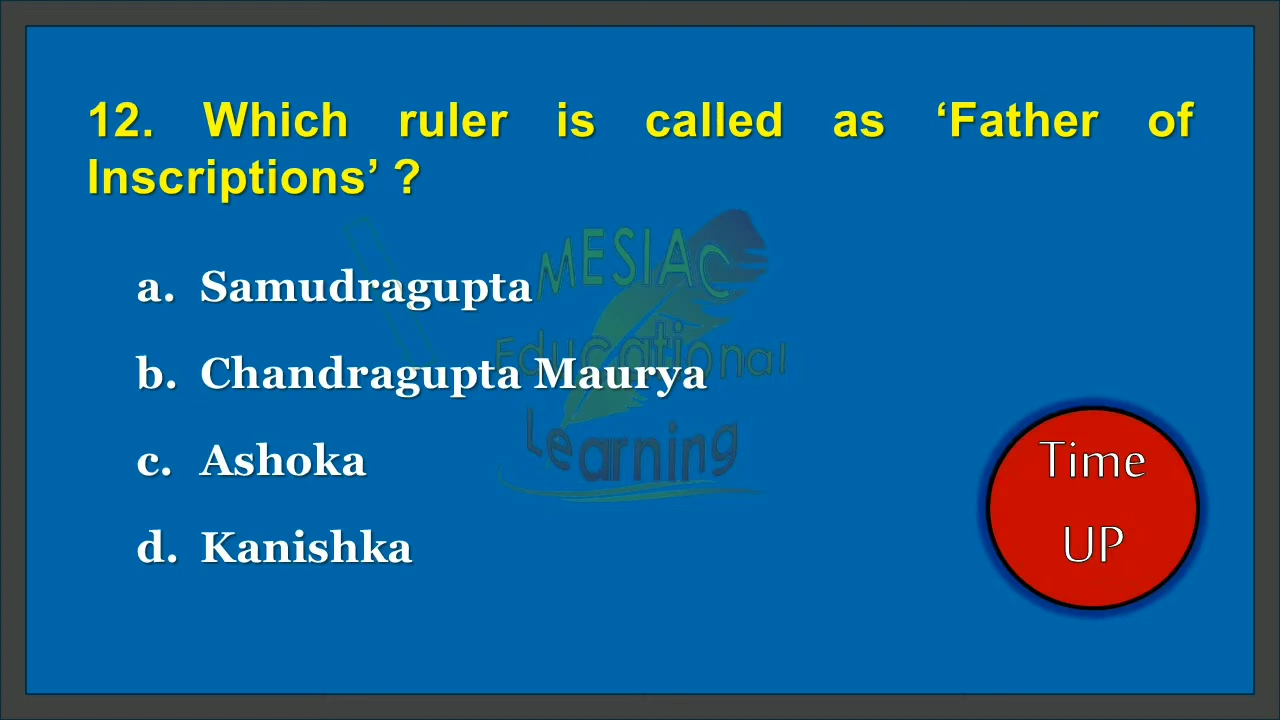 12. Which ruler is called as ‘Father of
Inscriptions’ ?
MESIAC
a. Samudragupta
Educational
b. Chandragupta Maurya
Learning
c. Ashoka
Time
UP
d. Kanishka